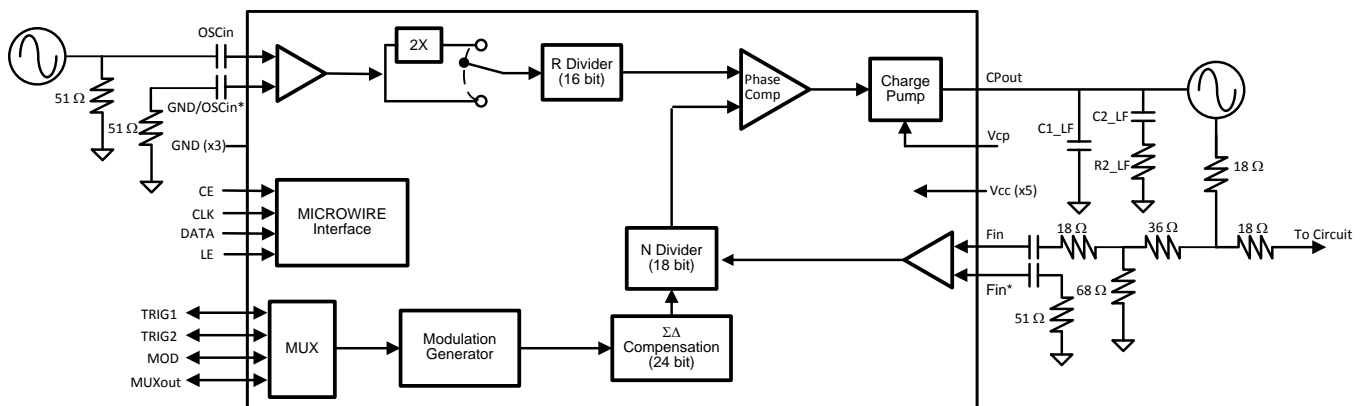 OSCin
51 Ω
GND/OSCin*
51 Ω
GND (x3)
2X
R Divider
(16 bit)
Phase
Comp
Charge
Pump
CPout
Vcp
C1_LF
C2_LF
R2_LF
18 Ω
Vcc (x5)
CE
CLK
DATA
LE
MICROWIRE
Interface
N Divider
(18 bit)
Fin
Fin*
18 Ω
36 Ω
18 Ω
To Circuit
68 Ω
51 Ω
TRIG1
TRIG2
MOD
MUXout
MUX
Modulation
Generator
ΣΔ
Compensation
(24 bit)